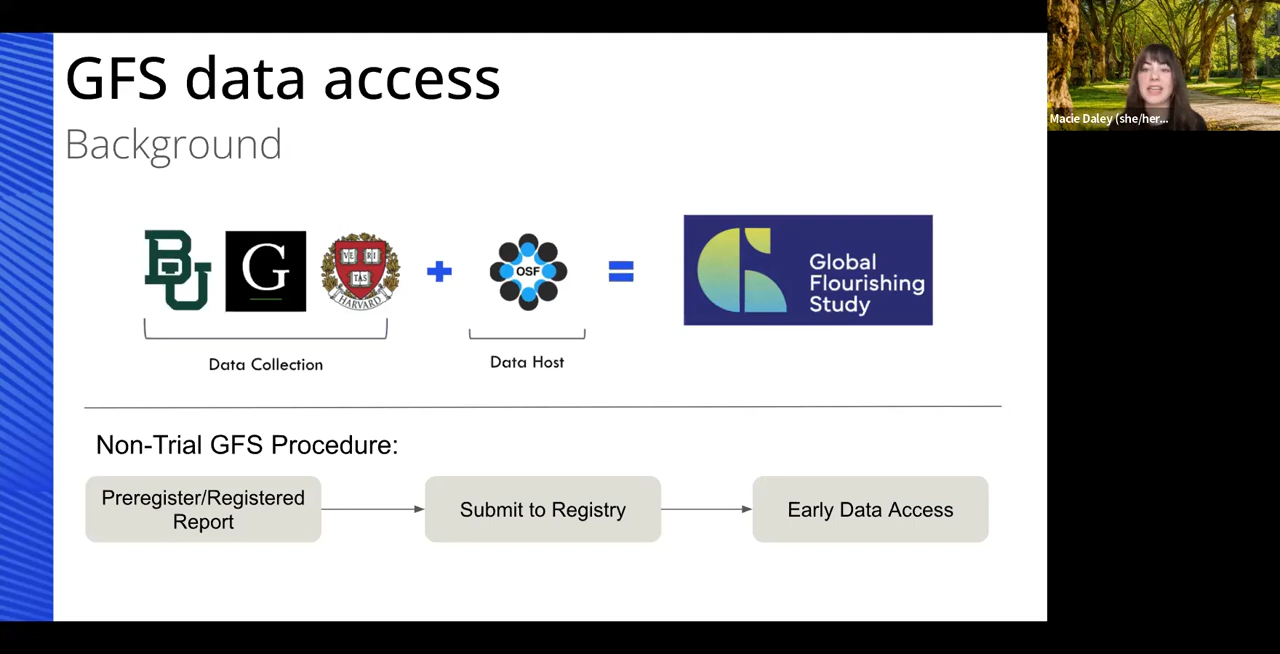 GFS data access
Background
Macie Daley (she/her...
BU
G
VE RI
TAS
HARVARD
OSF
Global
Flourishing
Study
Data Collection
Data Host
Non-Trial GFS Procedure:
Preregister/Registered
Report
Submit to Registry
Early Data Access